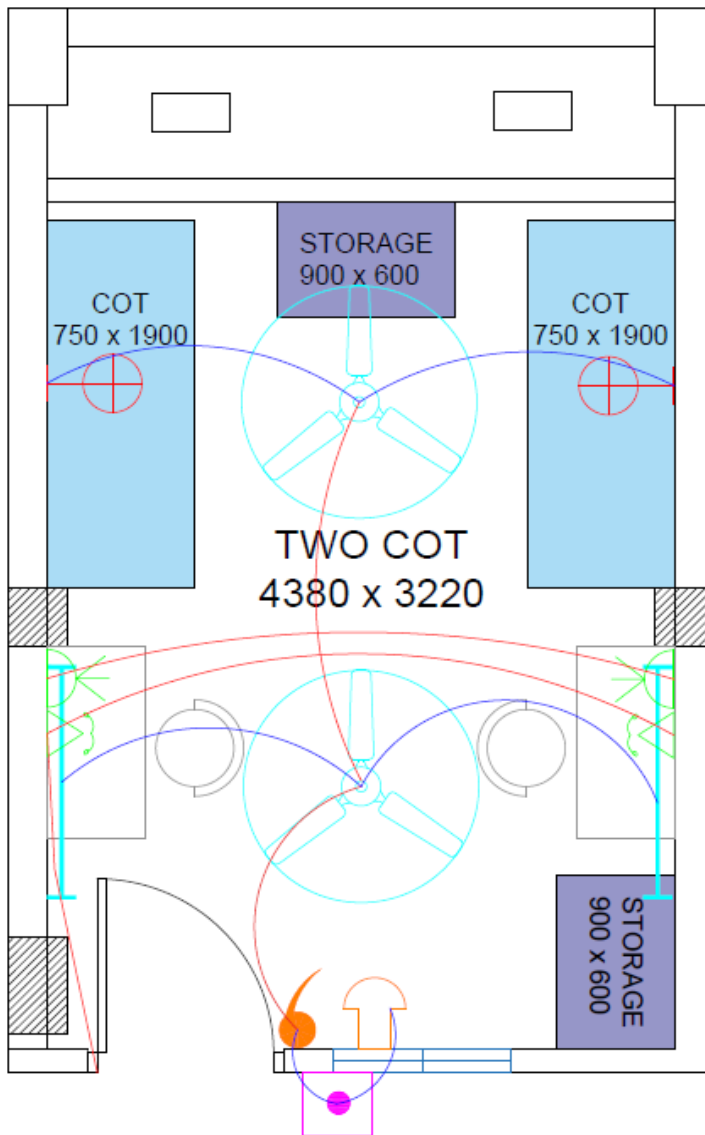 STORAGE
900 x 600
COT
750 x 1900
COT
750 x 1900
TWO COT
4380 x 3220
STORAGE
900 x 600